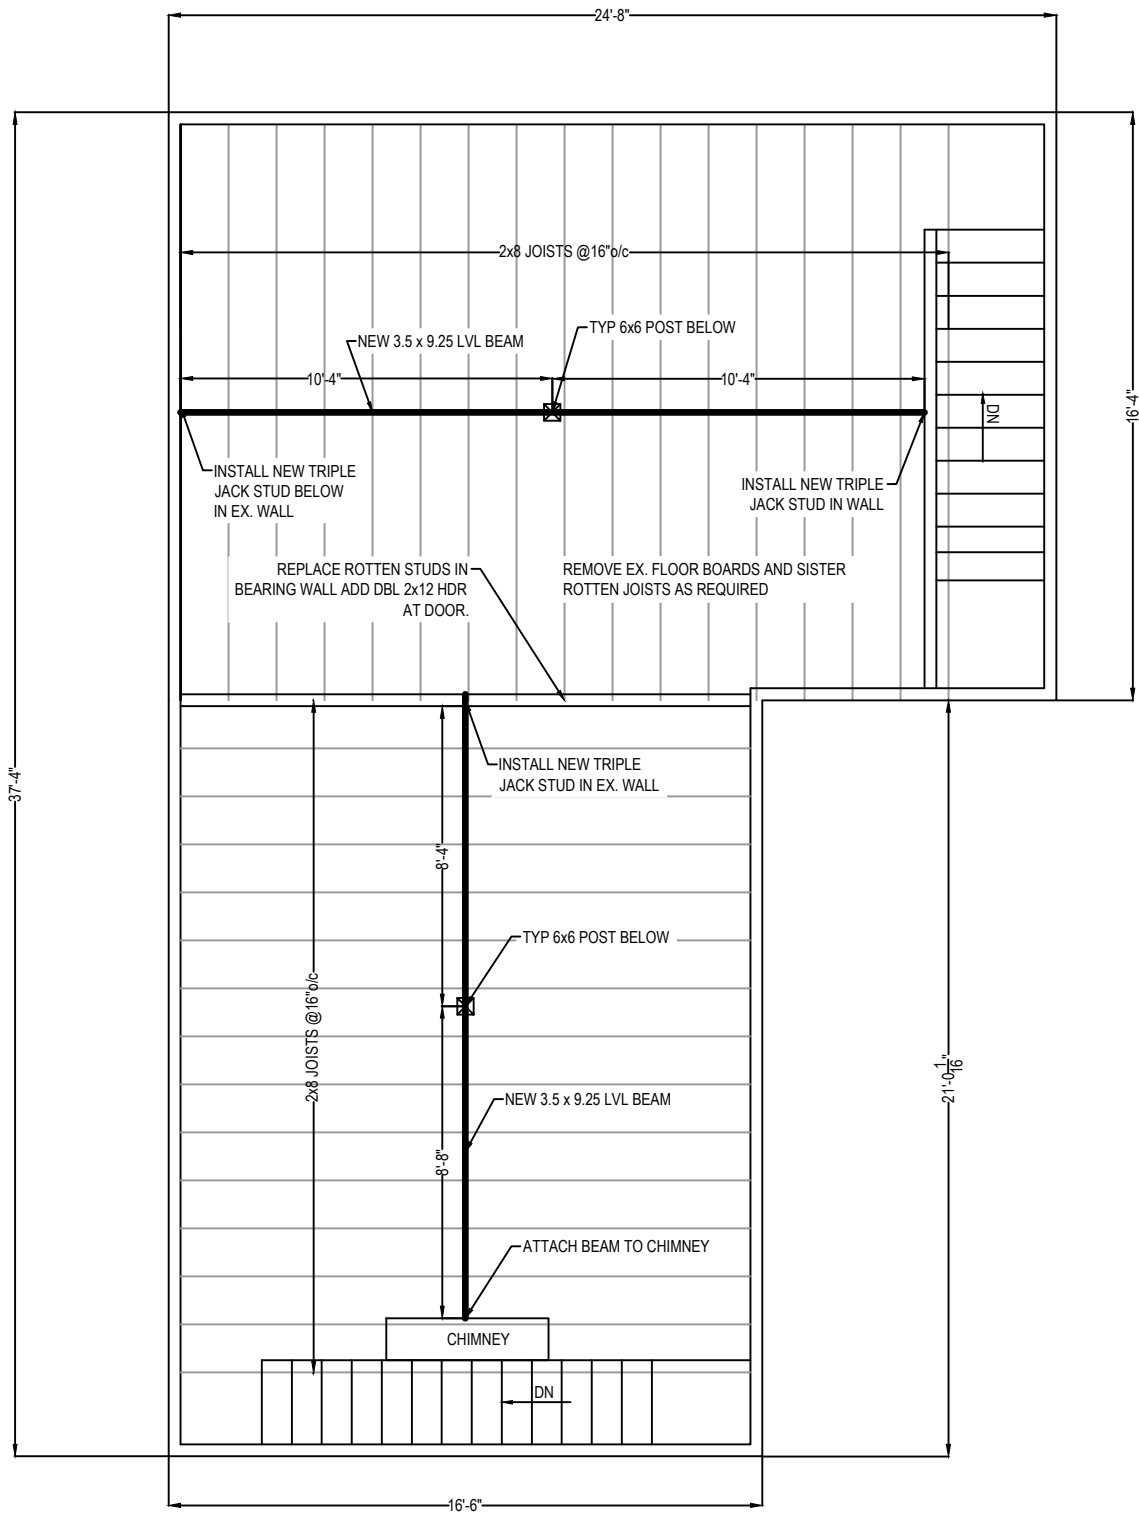 24'-8"
2x8 JOISTS @16"o/c
TYP 6x6 POST BELOW
NEW 3.5 x 9.25 LVL BEAM
10'-4"
10'-4"
16'-4"
DN
INSTALL NEW TRIPLE
JACK STUD BELOW
IN EX. WALL
INSTALL NEW TRIPLE
JACK STUD IN WALL
REPLACE ROTTEN STUDS IN
BEARING WALL ADD DBL 2x12 HDR
AT DOOR.
REMOVE EX. FLOOR BOARDS AND SISTER
ROTTEN JOISTS AS REQUIRED
37'-4"
INSTALL NEW TRIPLE
JACK STUD IN EX. WALL
8'-4"
TYP 6x6 POST BELOW
2x8 JOISTS @16"o/c
21'-0 1/16"
NEW 3.5 x 9.25 LVL BEAM
8'-8"
ATTACH BEAM TO CHIMNEY
CHIMNEY
DN
16'-6"